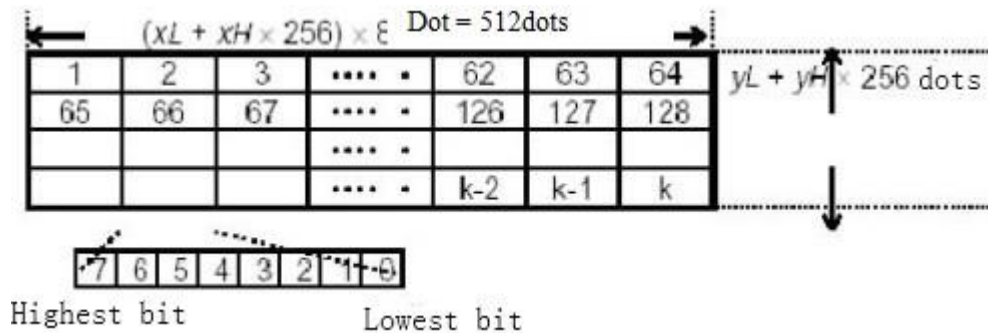 (xL + xH × 256) × 8 Dot = 512dots
1 2 3 ···· · 62 63 64
yL + yH × 256 dots
65 66 67 ···· · 126 127 128
···· ·
···· · k-2 k-1 k
7 6 5 4 3 2 1 0
Highest bit
Lowest bit